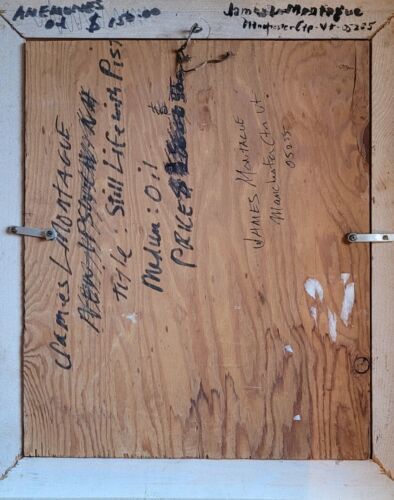 ANEMONES
Oil $150.00
James L. Montague
Manchester Ctr. Vt. 05255
James L MONTAGUE
Title: Still Life with Pist
Medium: Oil
PRICE $
JAMES MONTAGUE
Manchester Ctr. Vt.
05255